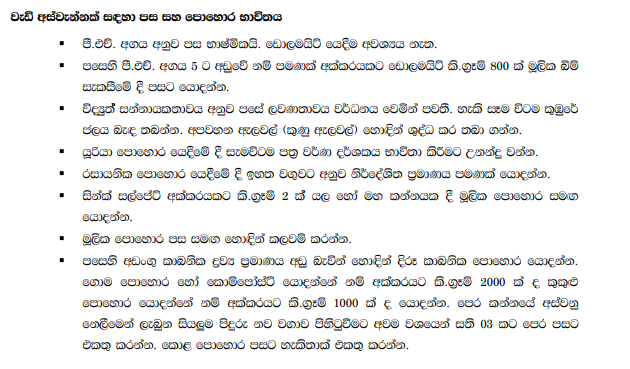 වැඩි අස්වැන්නක් සඳහා පස සහ පොහොර භාවිතය
▪ පී.එච්. අගය අනුව පස භාෂ්මිකයි. ඩොලමයිට් යෙදීම අවශ්‍යය නැත.
▪ පසෙහි පී.එච්. අගය 5 ට අඩුවේ නම් පමණක් අක්කරයකට ඩොලමයිට් කි.ග්‍රෑම් 800 ක් මූලික බිම්
සැකසීමේ දී පසට යොදන්න.
▪ විද්‍යුත් සන්නායකතාවය අනුව පසේ ලවණතාවය වර්ධනය වෙමින් පවතී. හැකි සෑම විටම කුඹුරේ
ජලය බැඳ තබන්න. අපවහන ඇලවල් (කුණු ඇලවල්) හොඳින් ශුද්ධ කර තබා ගන්න.
▪ යූරියා පොහොර යෙදීමේ දී සැමවිටම පත්‍ර වර්ණ දර්ශකය භාවිතා කිරීමට උනන්දු වන්න.
▪ රසායනික පොහොර යෙදීමේ දී ඉහත වගුවට අනුව නිර්දේශිත ප්‍රමාණය පමණක් යොදන්න.
▪ සින්ක් සල්පේට් අක්කරයකට කි.ග්‍රෑම් 2 ක් යල හෝ මහ කන්නයක දී මූලික පොහොර සමඟ
යොදන්න.
▪ මූලික පොහොර පස සමඟ හොඳින් කලවම් කරන්න.
▪ පසෙහි අඩංගු කාබනික ද්‍රව්‍ය ප්‍රමාණය අඩු බැවින් හොඳින් දිරූ කාබනික පොහොර යොදන්න.
ගොම පොහොර හෝ කොම්පෝස්ට් යොදන්නේ නම් අක්කරයට කි.ග්‍රෑම් 2000 ක් ද කුකුළු
පොහොර යොදන්නේ නම් අක්කරයට කි.ග්‍රෑම් 1000 ක් ද යොදන්න. පෙර කන්නයේ අස්වනු
නෙලීමෙන් ලැබුන සියලුම පිදුරු නව වගාව පිහිටුවීමට අවම වශයෙන් සති 03 කට පෙර පසට
එකතු කරන්න. කොළ පොහොර පසට හැකිතාක් එකතු කරන්න.